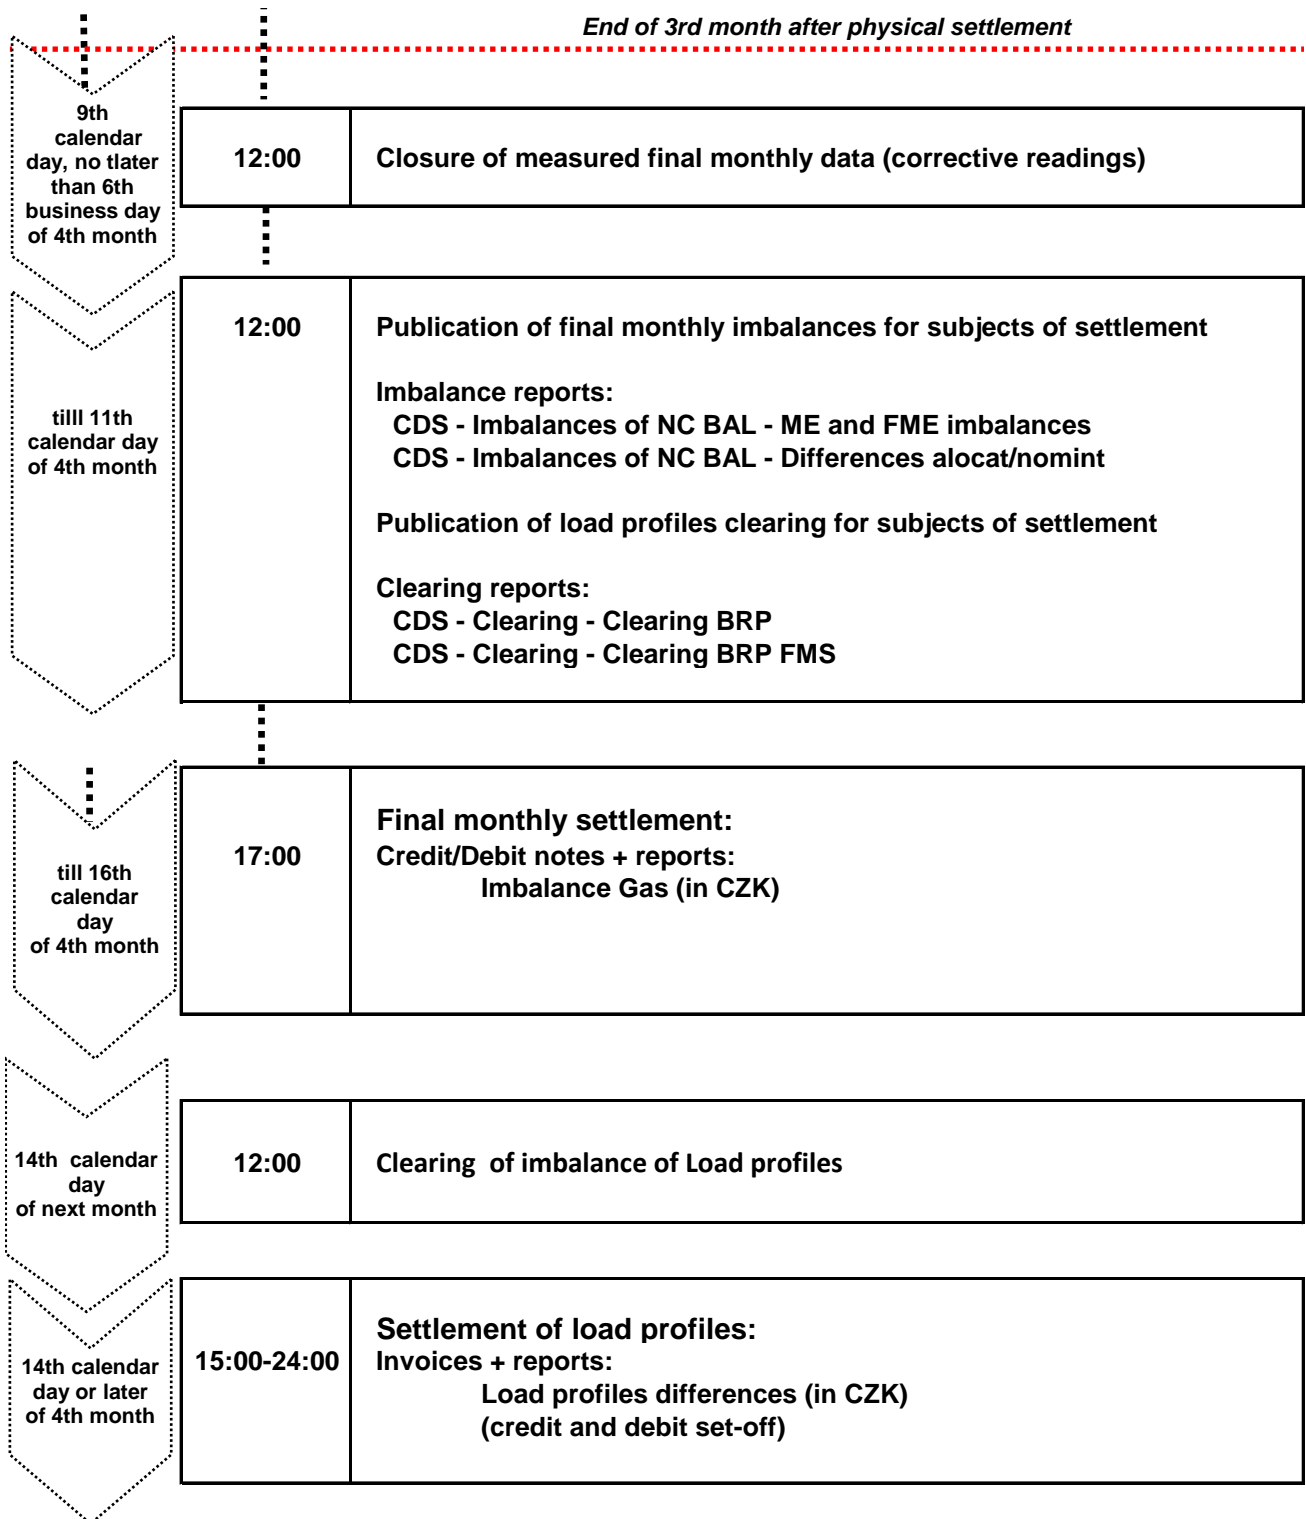 End of 3rd month after physical settlement
9th
calendar
day, no tlater
than 6th
business day
of 4th month
12:00
Closure of measured final monthly data (corrective readings)
tilll 11th
calendar day
of 4th month
12:00
Publication of final monthly imbalances for subjects of settlement
Imbalance reports:
CDS - Imbalances of NC BAL - ME and FME imbalances
CDS - Imbalances of NC BAL - Differences alocat/nomint
Publication of load profiles clearing for subjects of settlement
Clearing reports:
CDS - Clearing - Clearing BRP
CDS - Clearing - Clearing BRP FMS
till 16th
calendar
day
of 4th month
17:00
Final monthly settlement:
Credit/Debit notes + reports:
Imbalance Gas (in CZK)
14th calendar
day
of next month
12:00
Clearing of imbalance of Load profiles
14th calendar
day or later
of 4th month
15:00-24:00
Settlement of load profiles:
Invoices + reports:
Load profiles differences (in CZK)
(credit and debit set-off)